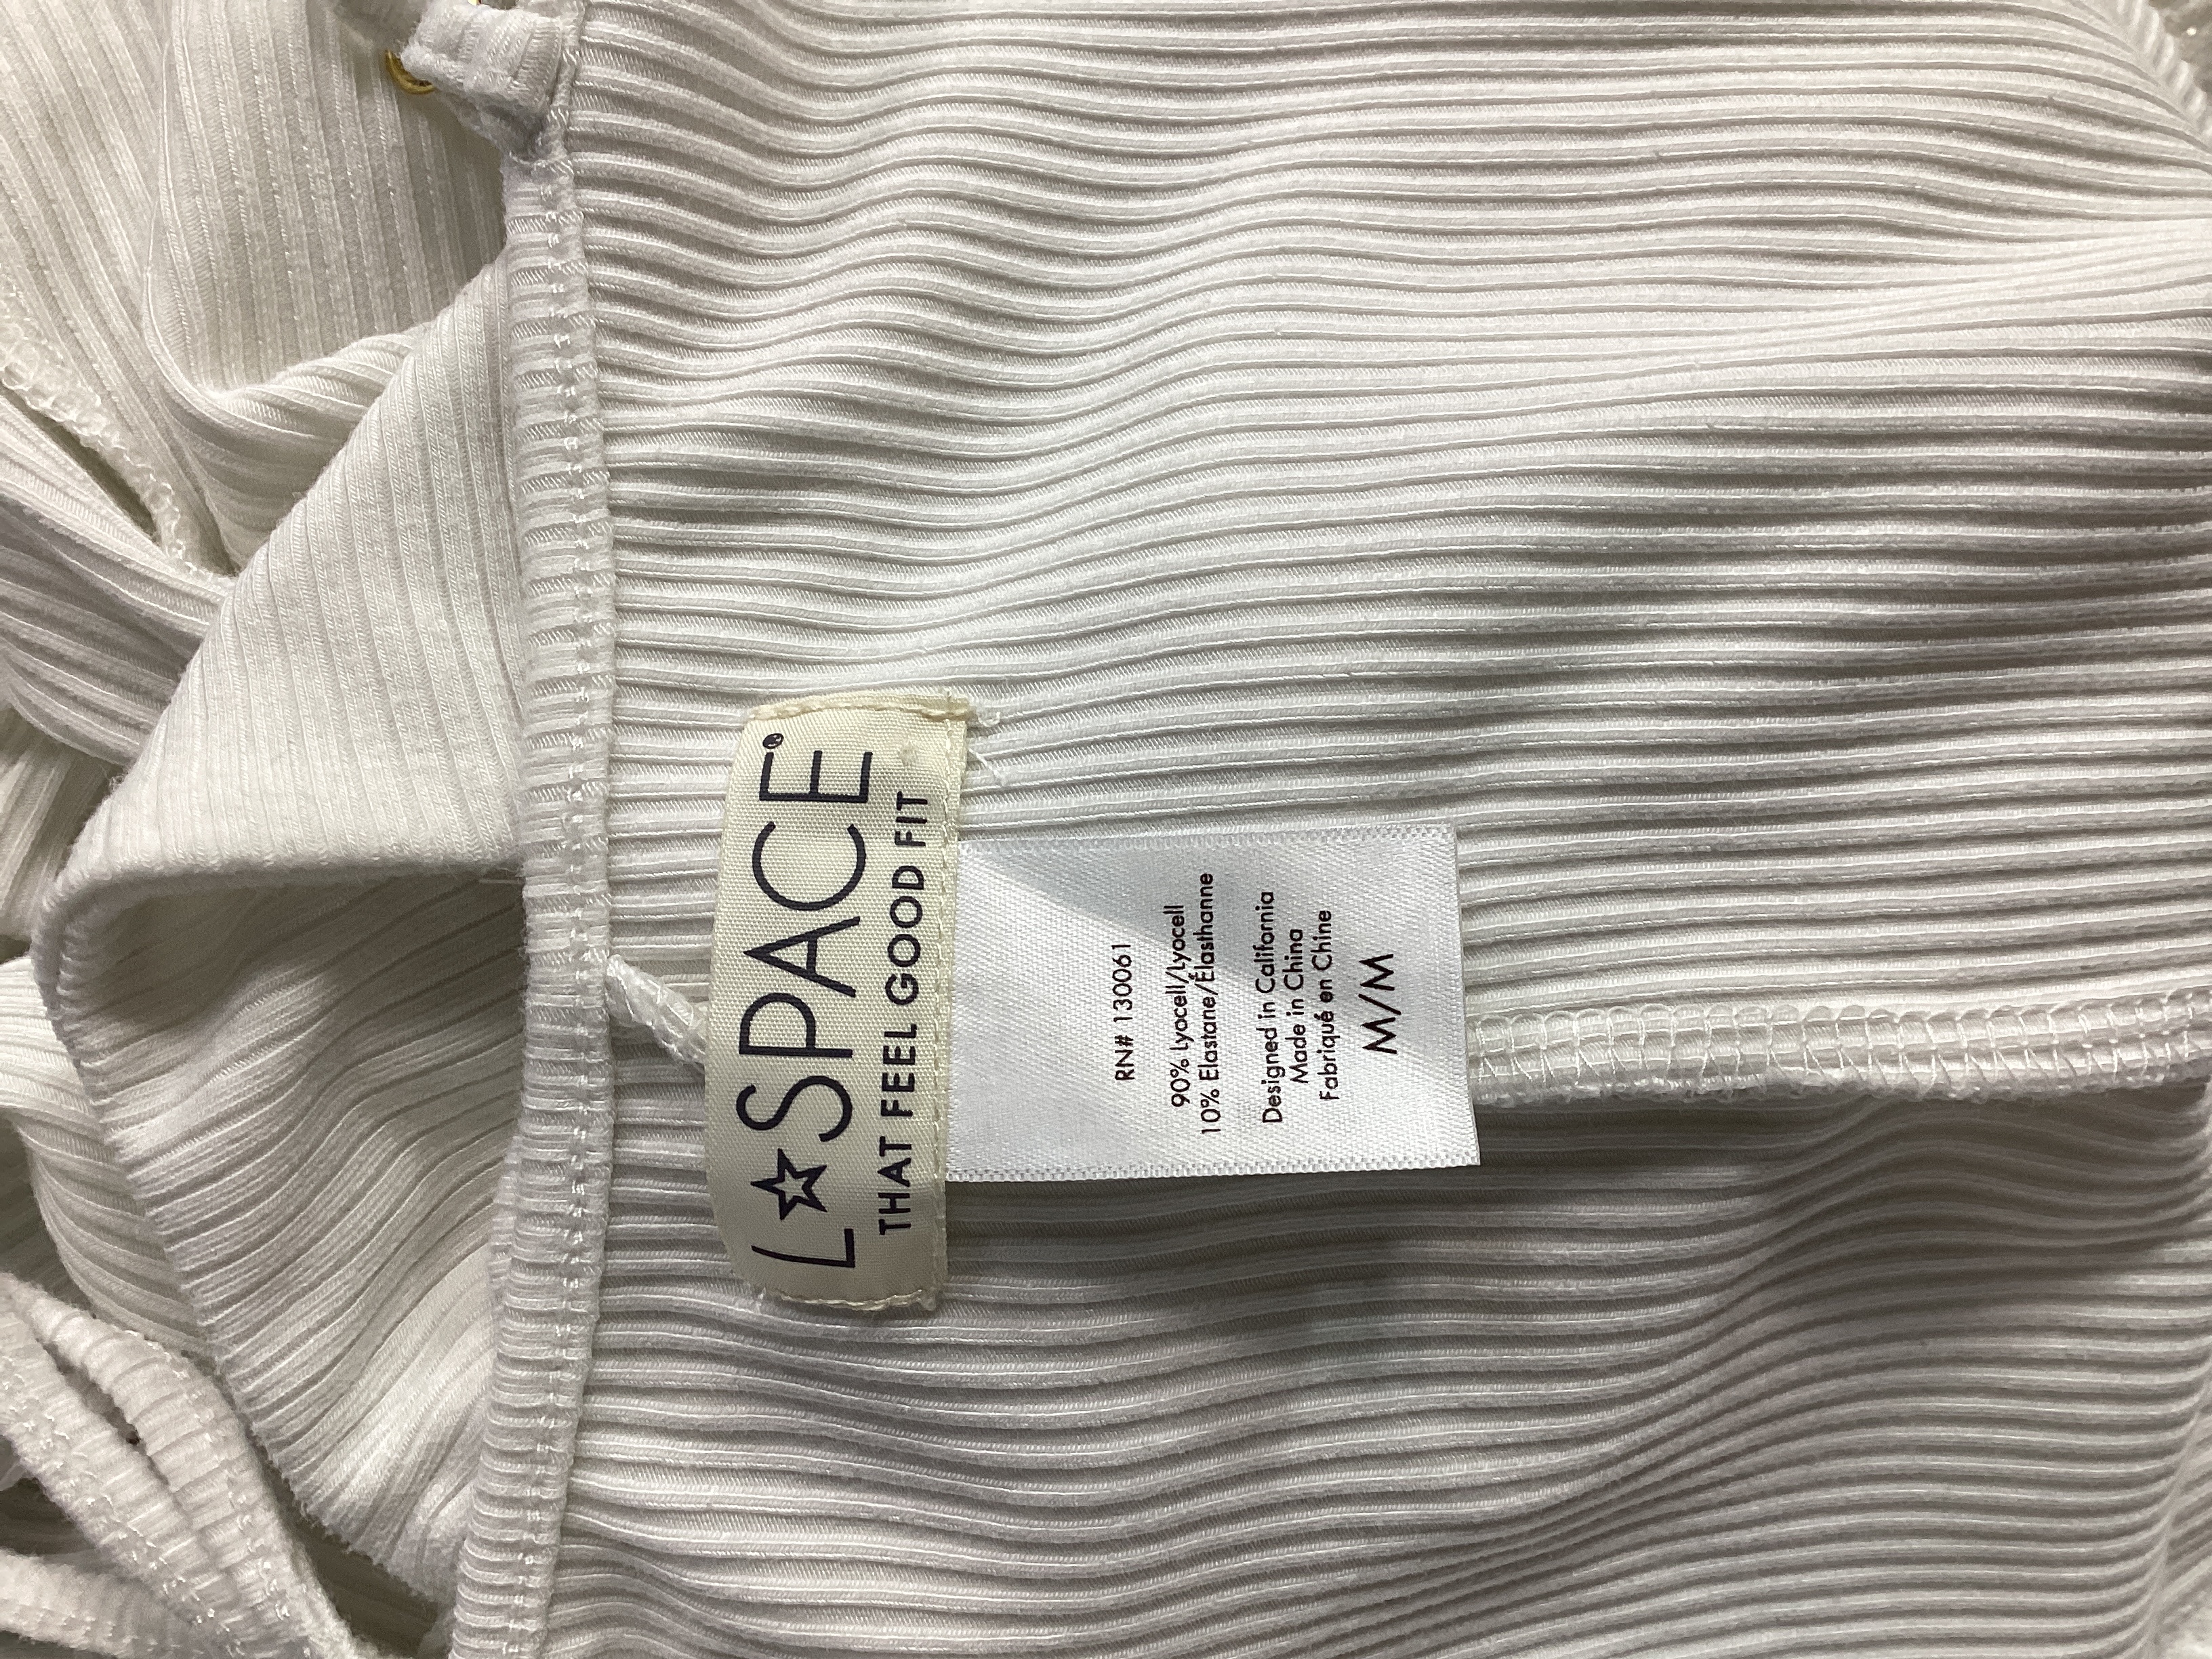 L☆SPACE®
THAT FEEL GOOD FIT
RN# 130061
90% Lyocell/Lyocell
10% Elastane/Élasthanne
Designed in California
Made in China
Fabriqué en Chine
M/M